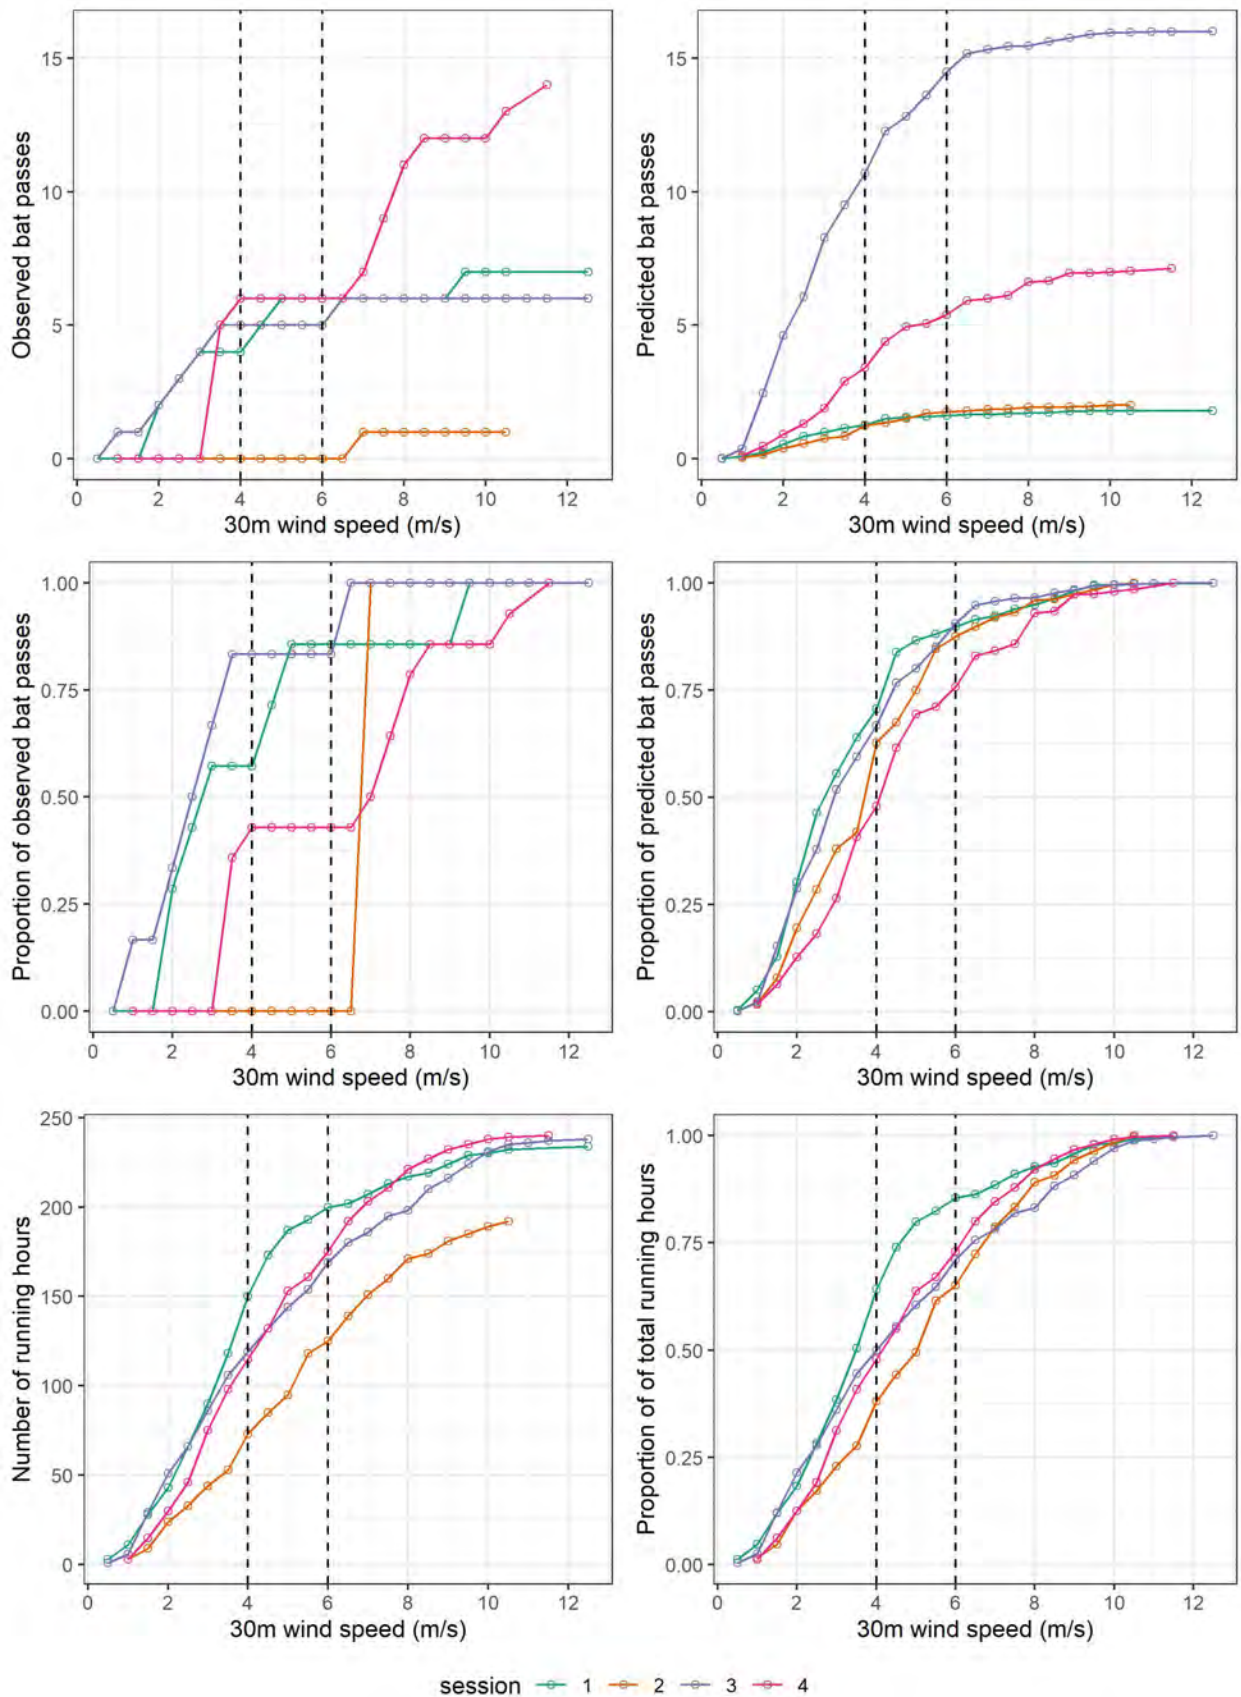 Observed bat passes
15
10
5
0
0 2 4 6 8 10 12
30m wind speed (m/s)
Predicted bat passes
15
10
5
0
0 2 4 6 8 10 12
30m wind speed (m/s)
Proportion of observed bat passes
1.00
0.75
0.50
0.25
0.00
0 2 4 6 8 10 12
30m wind speed (m/s)
Proportion of predicted bat passes
1.00
0.75
0.50
0.25
0.00
0 2 4 6 8 10 12
30m wind speed (m/s)
Number of running hours
250
200
150
100
50
0
0 2 4 6 8 10 12
30m wind speed (m/s)
Proportion of total running hours
1.00
0.75
0.50
0.25
0.00
0 2 4 6 8 10 12
30m wind speed (m/s)
session 1 2 3 4